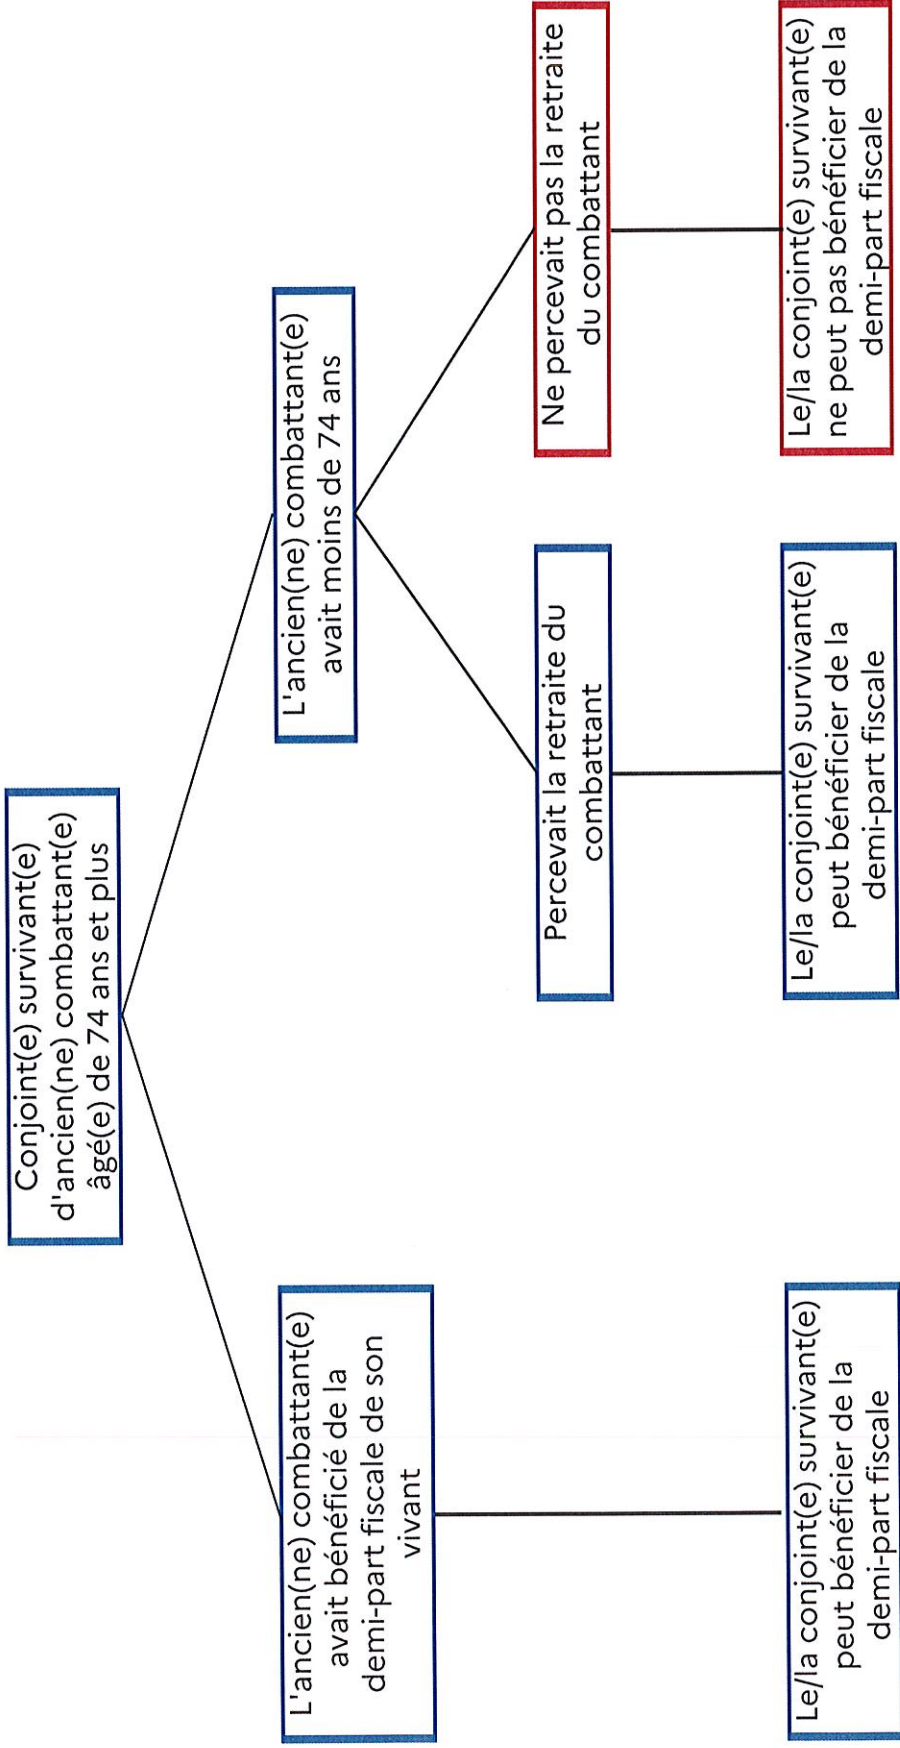 Conjoint(e) survivant(e)
d'ancien(ne) combattant(e)
âgé(e) de 74 ans et plus
L'ancien(ne) combattant(e)
avait bénéficié de la
demi-part fiscale de son
vivant
L'ancien(ne) combattant(e)
avait moins de 74 ans
Percevait la retraite du
combattant
Ne percevait pas la retraite
du combattant
Le/la conjoint(e) survivant(e)
peut bénéficier de la
demi-part fiscale
Le/la conjoint(e) survivant(e)
peut bénéficier de la
demi-part fiscale
Le/la conjoint(e) survivant(e)
ne peut pas bénéficier de la
demi-part fiscale